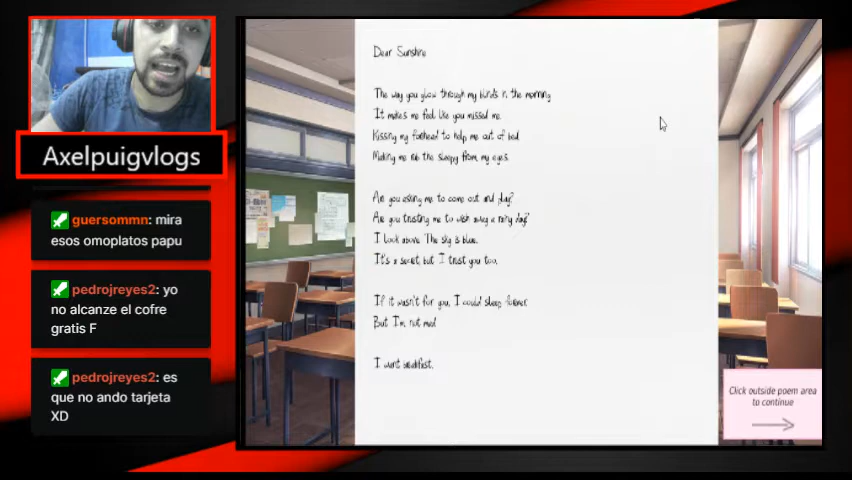 Axelpuigvlogs
guersommn: mira
esos omoplatos papu
pedrojreyes2: yo
no alcanze el cofre
gratis F
pedrojreyes2: es
que no ando tarjeta
XD
Dear Sunshine
The way you glow through my blinds in the morning
It makes me feel like you missed me.
Kissing my forehead to help me out of bed.
Making me rub the sleepy from my eyes.
Are you asking me to come out and play?
Are you trusting me to wish away a rainy day?
I look above. The sky is blue.
It's a secret, but I trust you too.
If it wasn't for you, I could sleep forever.
But I'm not mad.
I want breakfast.
Click outside poem area
to continue